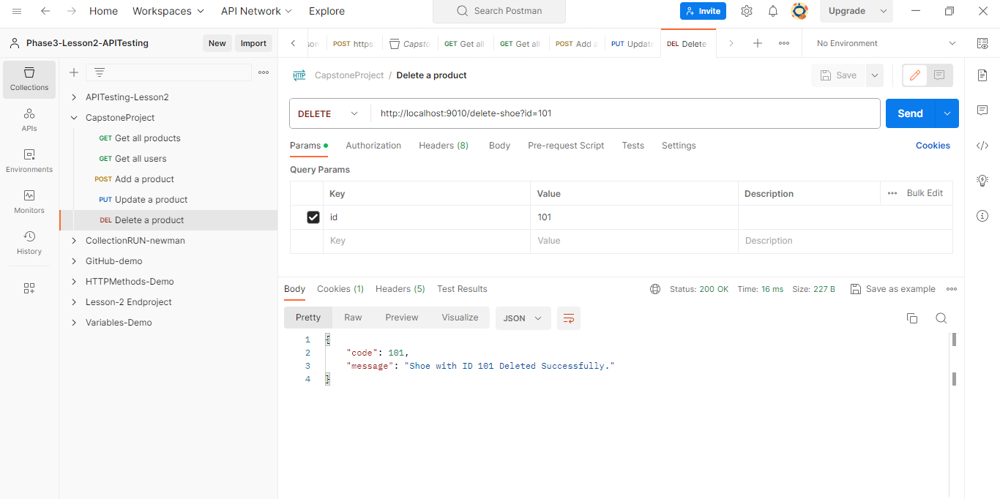 Home Workspaces API Network Explore Search Postman Invite Upgrade
Phase3-Lesson2-APITesting New Import
POST https: Capsto GET Get all GET Get all POST Add a PUT Update DEL Delete No Environment
Collections
APIs
Environments
Monitors
History
APITesting-Lesson2
CapstoneProject
GET Get all products
GET Get all users
POST Add a product
PUT Update a product
DEL Delete a product
CollectionRUN-newman
GitHub-demo
HTTPMethods-Demo
Lesson-2 Endproject
Variables-Demo
HTTP CapstoneProject / Delete a product Save
DELETE http://localhost:9010/delete-shoe?id=101 Send
Params Authorization Headers (8) Body Pre-request Script Tests Settings Cookies
Query Params
Key Value Description Bulk Edit
id 101
Key Value Description
Body Cookies (1) Headers (5) Test Results Status: 200 OK Time: 16 ms Size: 227 B Save as example
Pretty Raw Preview Visualize JSON
1 {
2 "code": 101,
3 "message": "Shoe with ID 101 Deleted Successfully."
4 }